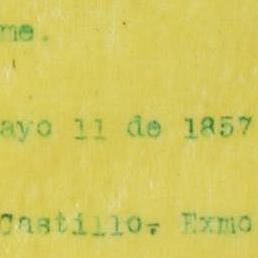 me.
ayo 11 de 1857
Castillo.- Exmo